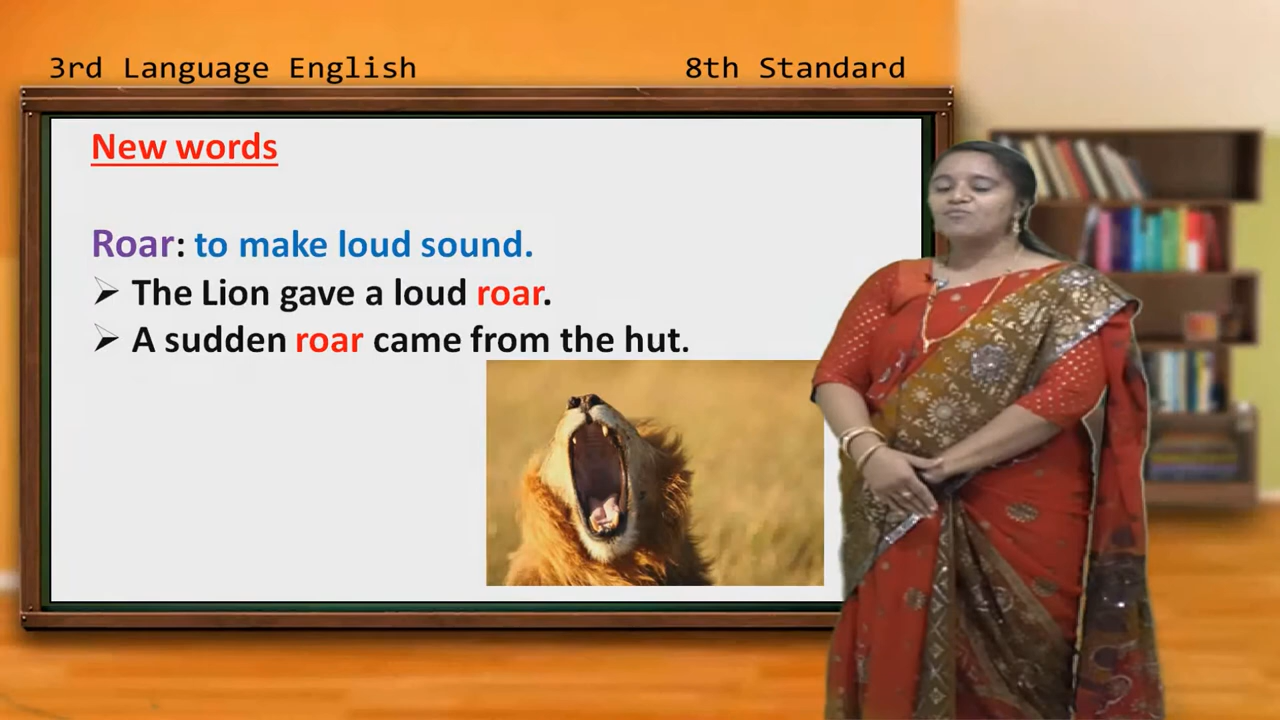 3rd Language English
8th Standard
New words
Roar: to make loud sound.
➢ The Lion gave a loud roar.
➢ A sudden roar came from the hut.